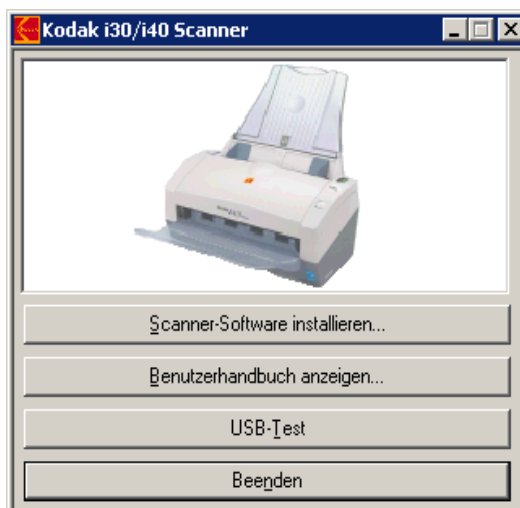 Kodak i30/i40 Scanner
Scanner-Software installieren...
Benutzerhandbuch anzeigen...
USB-Test
Beenden